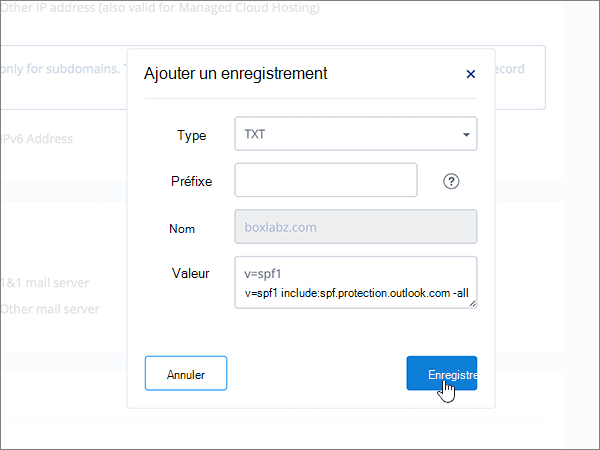 Other IP address (also valid for Managed Cloud Hosting)
Ajouter un enregistrement
only for subdomains. T
ecord
Type
TXT
IPv6 Address
Préfixe
?
Nom
boxlabz.com
Valeur
v=spf1
v=spf1 include:spf.protection.outlook.com -all
1&1 mail server
Other mail server
Annuler
Enregistre